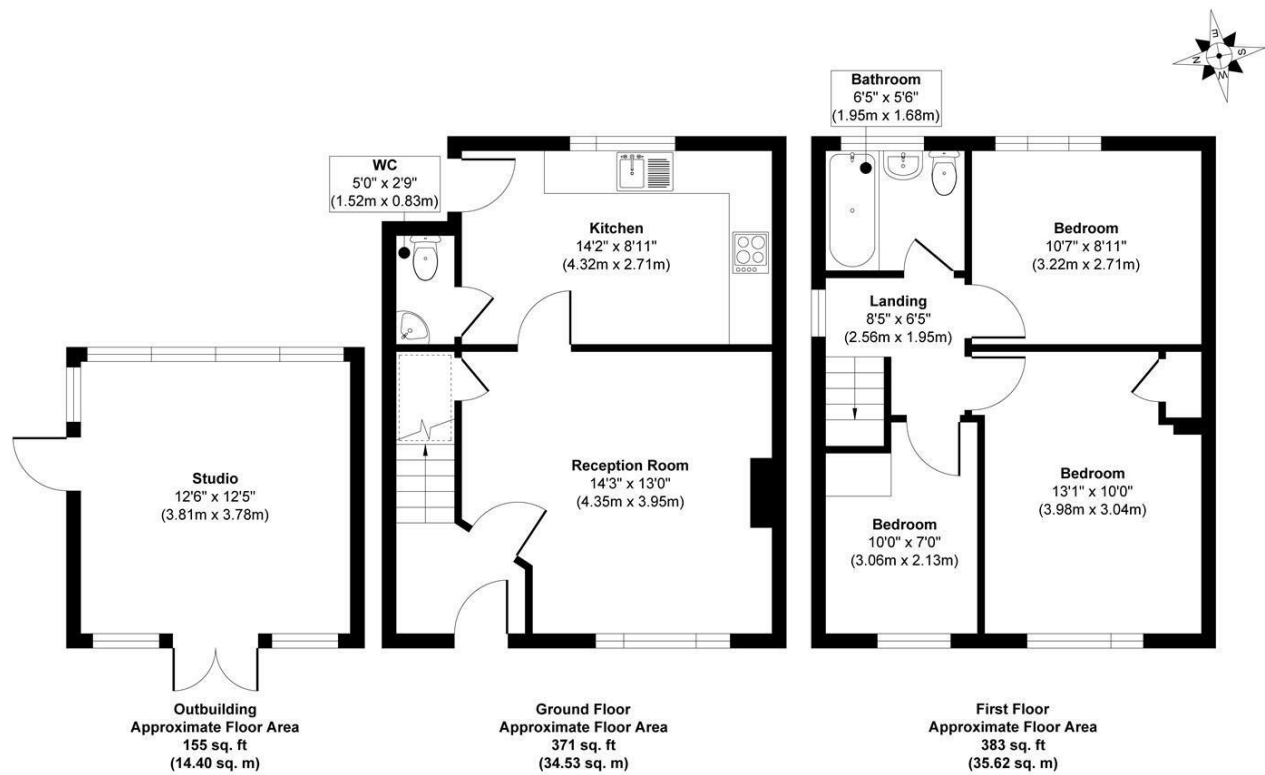 E
N
S
W
Bathroom
6'5" x 5'6"
(1.95m x 1.68m)
WC
5'0" x 2'9"
(1.52m x 0.83m)
Kitchen
14'2" x 8'11"
(4.32m x 2.71m)
Bedroom
10'7" x 8'11"
(3.22m x 2.71m)
Landing
8'5" x 6'5"
(2.56m x 1.95m)
Studio
12'6" x 12'5"
(3.81m x 3.78m)
Reception Room
14'3" x 13'0"
(4.35m x 3.95m)
Bedroom
13'1" x 10'0"
(3.98m x 3.04m)
Bedroom
10'0" x 7'0"
(3.06m x 2.13m)
Outbuilding
Approximate Floor Area
155 sq. ft
(14.40 sq. m)
Ground Floor
Approximate Floor Area
371 sq. ft
(34.53 sq. m)
First Floor
Approximate Floor Area
383 sq. ft
(35.62 sq. m)